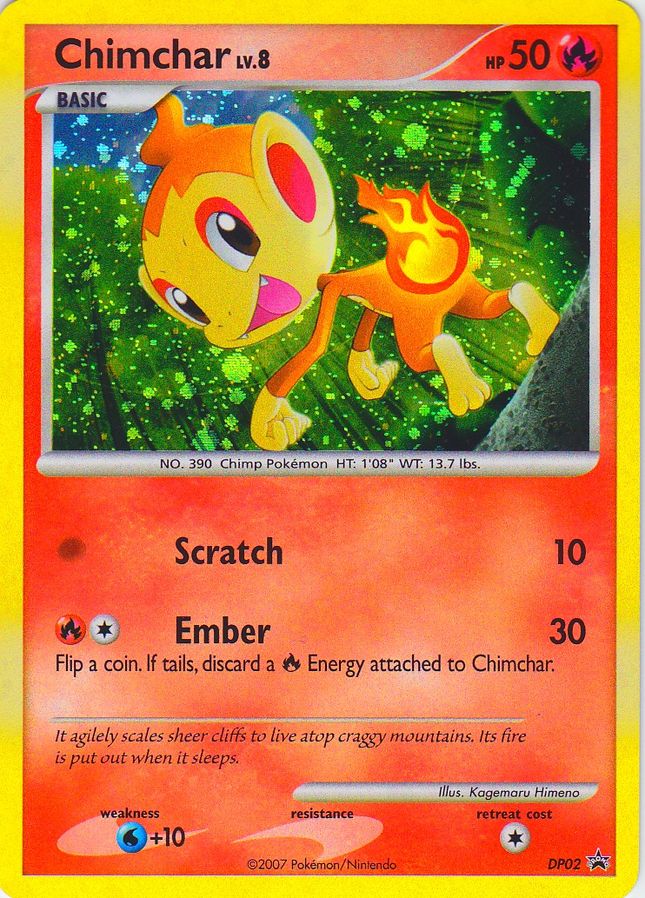 Chimchar LV.8 HP 50
BASIC
NO. 390 Chimp Pokémon HT: 1'08" WT: 13.7 lbs.
Scratch 10
Ember 30
Flip a coin. If tails, discard a Energy attached to Chimchar.
It agilely scales sheer cliffs to live atop craggy mountains. Its fire
is put out when it sleeps.
Illus. Kagemaru Himeno
weakness resistance retreat cost
+10
©2007 Pokémon/Nintendo DP02